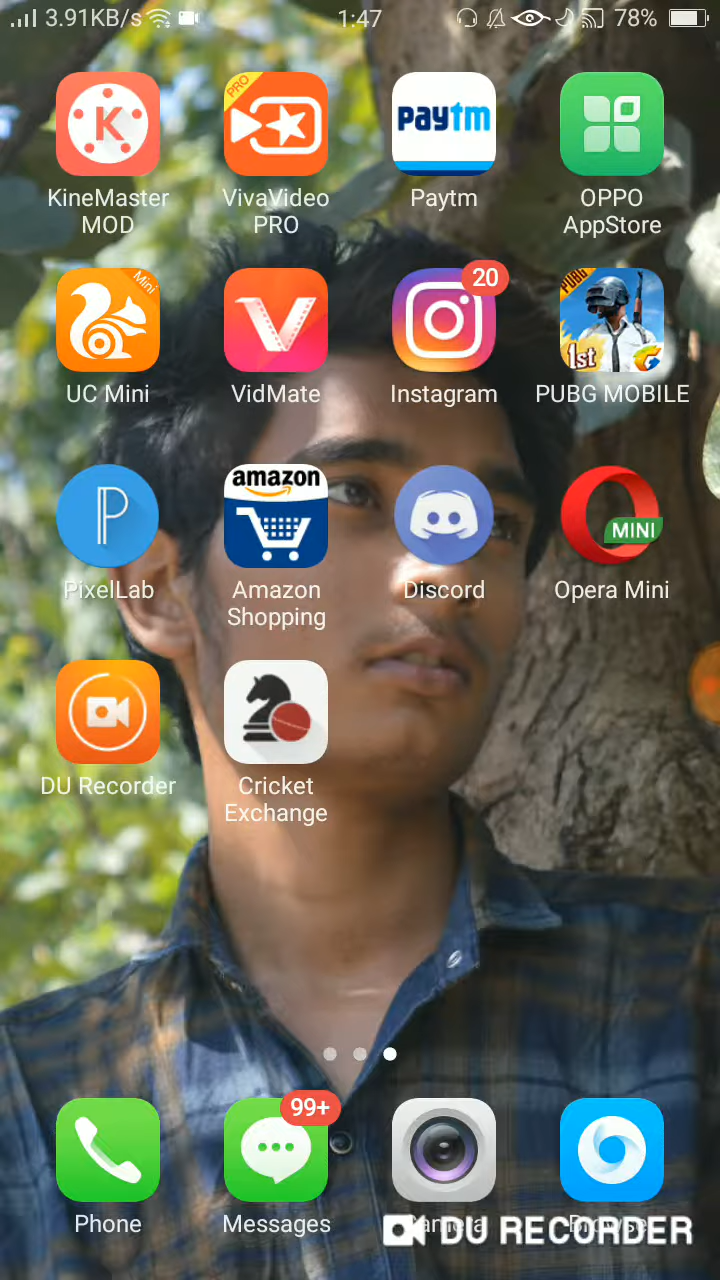 3.91KB/s 1:47 78%
K
PRO
paytm
KineMaster MOD
VivaVideo PRO
Paytm
OPPO AppStore
Mini
20
PUBG
1st
UC Mini
VidMate
Instagram
PUBG MOBILE
P
amazon
MINI
PixelLab
Amazon Shopping
Discord
Opera Mini
DU Recorder
Cricket Exchange
99+
Phone
Messages
Camera
DU RECORDER